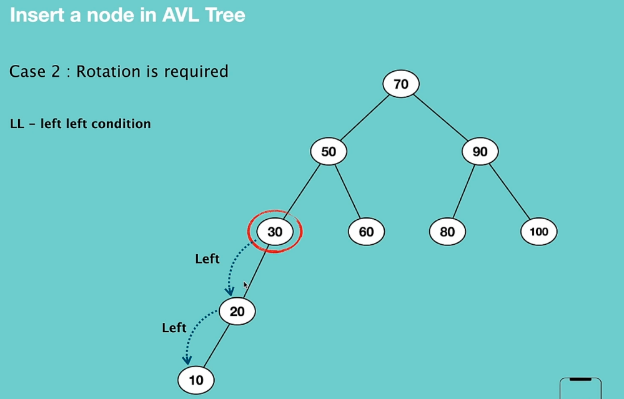 Insert a node in AVL Tree
Case 2 : Rotation is required
LL – left left condition
70
50
90
30
60
80
100
Left
20
Left
10